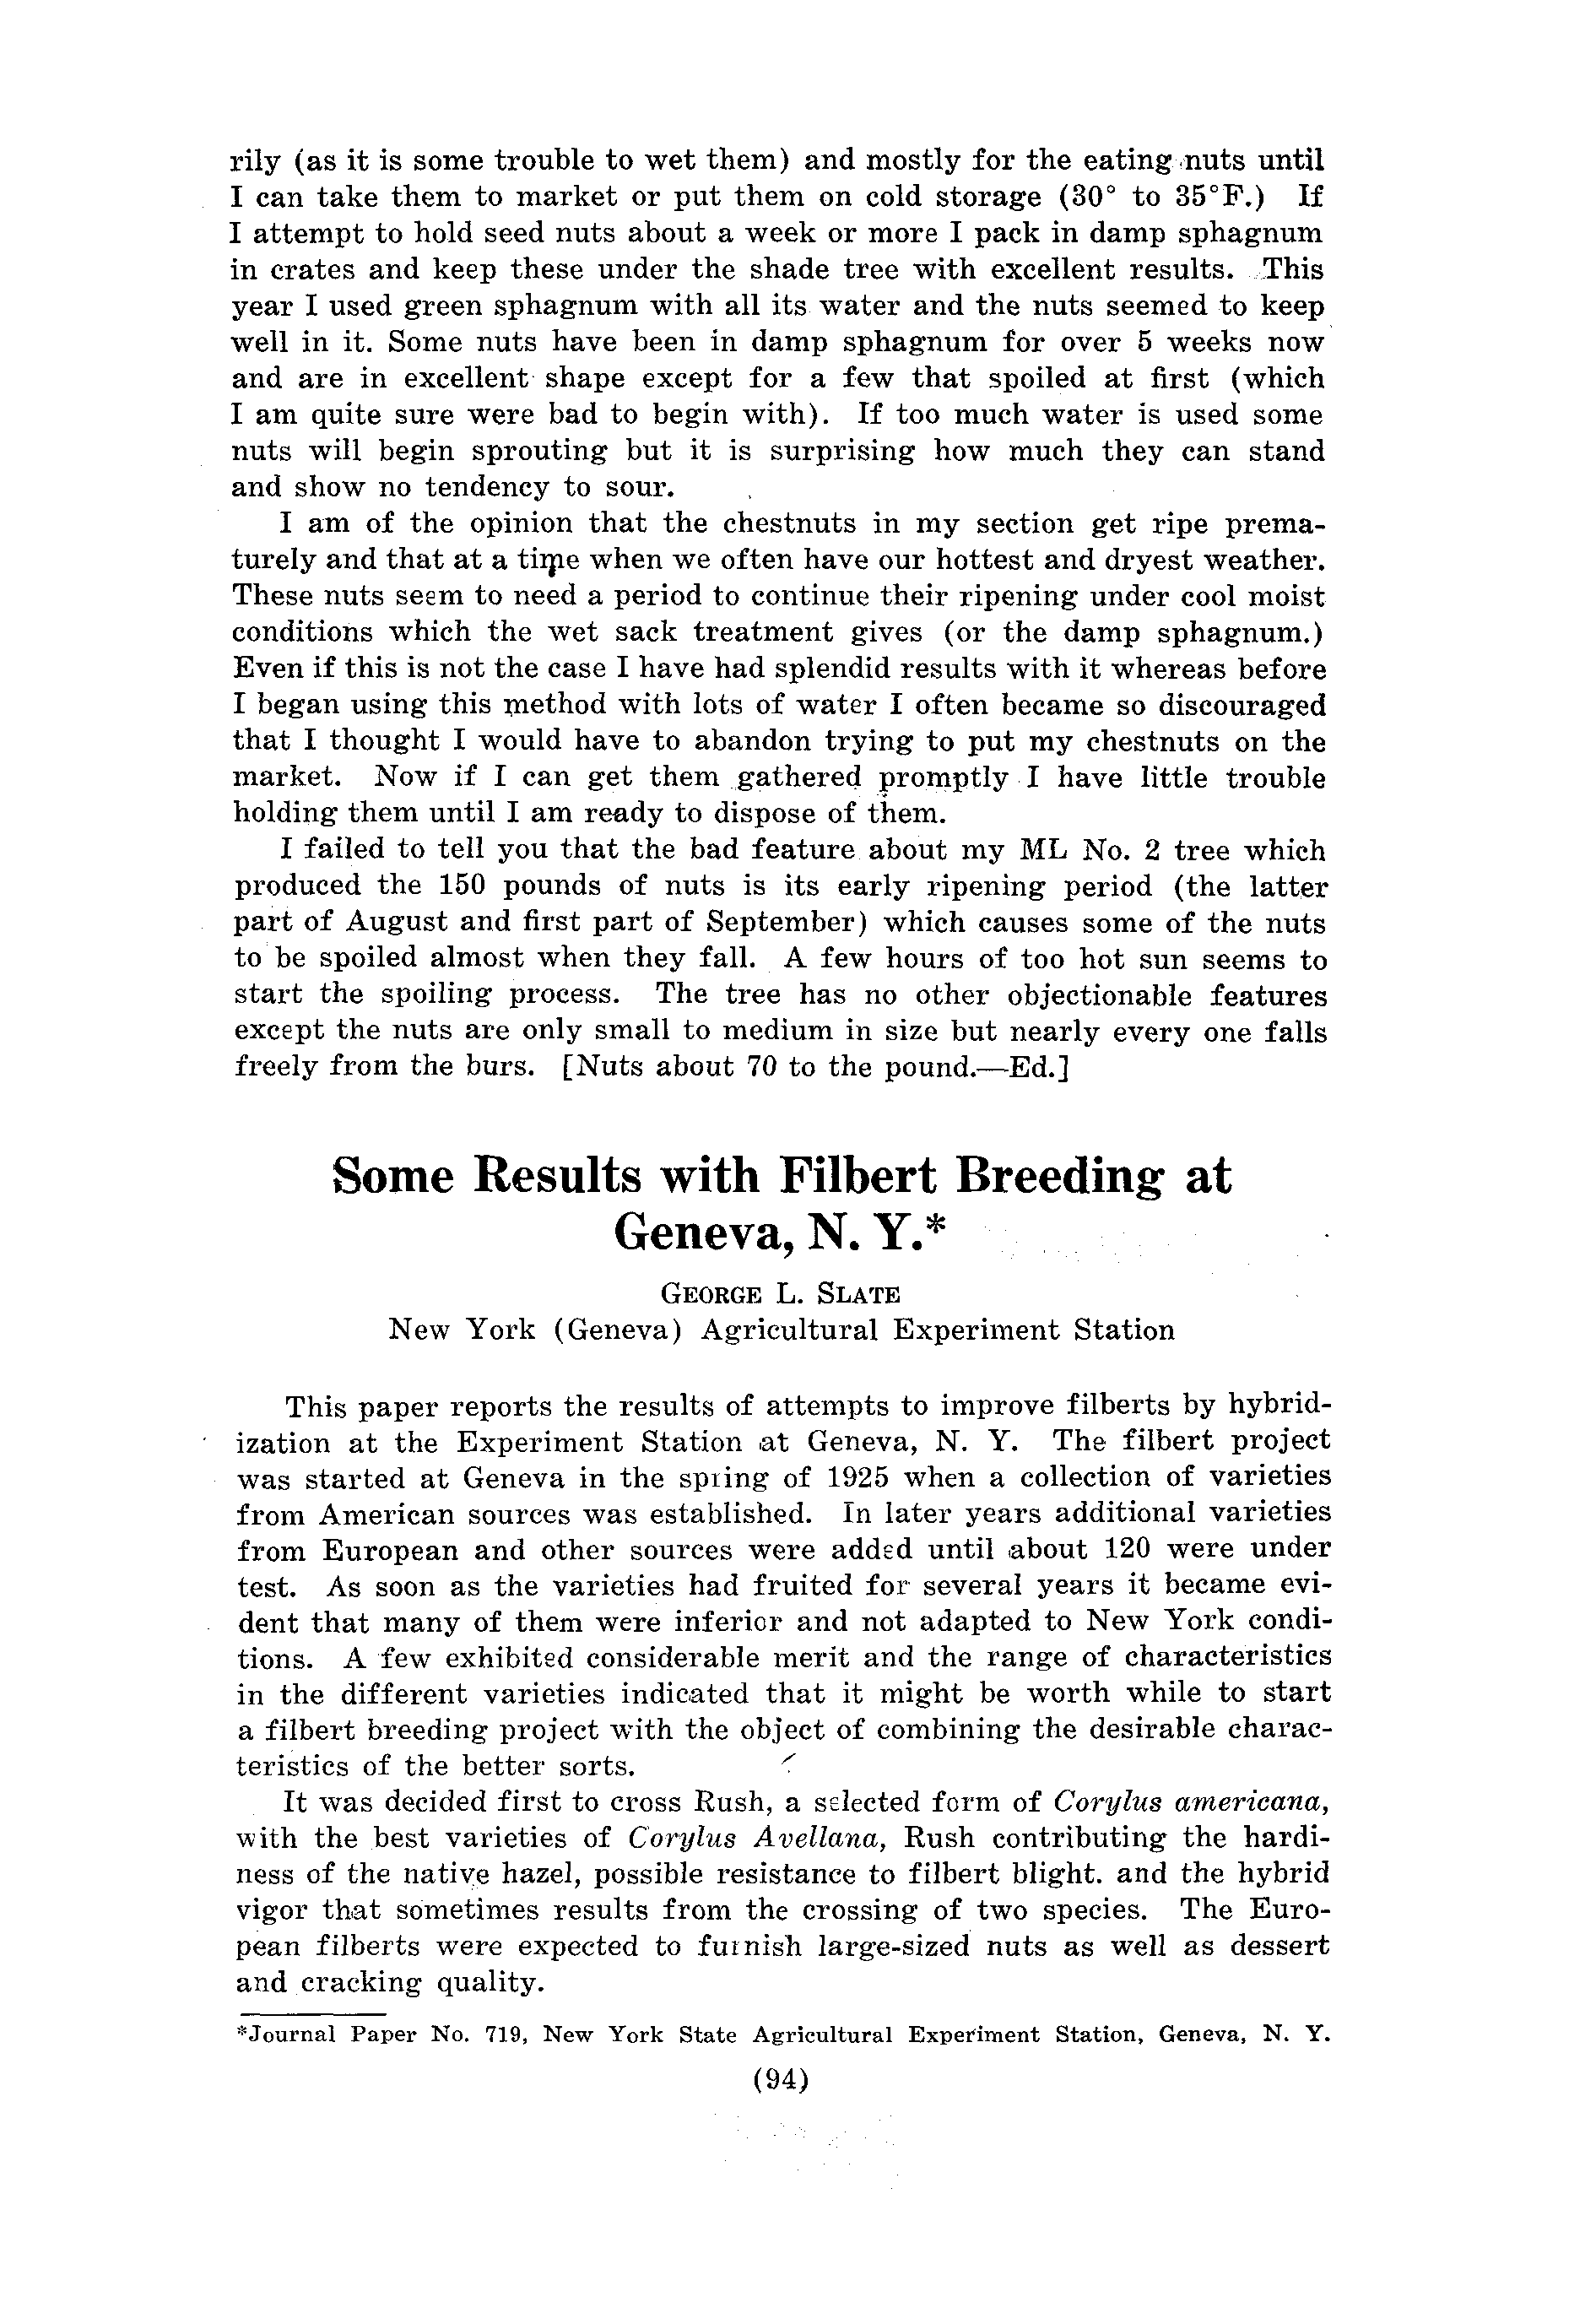 rily (as it is some trouble to wet them) and mostly for the eating nuts until
I can take them to market or put them on cold storage (30° to 35°F.) If
I attempt to hold seed nuts about a week or more I pack in damp sphagnum
in crates and keep these under the shade tree with excellent results. This
year I used green sphagnum with all its water and the nuts seemed to keep
well in it. Some nuts have been in damp sphagnum for over 5 weeks now
and are in excellent shape except for a few that spoiled at first (which
I am quite sure were bad to begin with). If too much water is used some
nuts will begin sprouting but it is surprising how much they can stand
and show no tendency to sour.
I am of the opinion that the chestnuts in my section get ripe prema-
turely and that at a time when we often have our hottest and dryest weather.
These nuts seem to need a period to continue their ripening under cool moist
conditions which the wet sack treatment gives (or the damp sphagnum.)
Even if this is not the case I have had splendid results with it whereas before
I began using this method with lots of water I often became so discouraged
that I thought I would have to abandon trying to put my chestnuts on the
market. Now if I can get them gathered promptly I have little trouble
holding them until I am ready to dispose of them.
I failed to tell you that the bad feature about my ML No. 2 tree which
produced the 150 pounds of nuts is its early ripening period (the latter
part of August and first part of September) which causes some of the nuts
to be spoiled almost when they fall. A few hours of too hot sun seems to
start the spoiling process. The tree has no other objectionable features
except the nuts are only small to medium in size but nearly every one falls
freely from the burs. [Nuts about 70 to the pound.—Ed.]
Some Results with Filbert Breeding at
Geneva, N. Y.*
GEORGE L. SLATE
New York (Geneva) Agricultural Experiment Station
This paper reports the results of attempts to improve filberts by hybrid-
ization at the Experiment Station at Geneva, N. Y. The filbert project
was started at Geneva in the spring of 1925 when a collection of varieties
from American sources was established. In later years additional varieties
from European and other sources were added until about 120 were under
test. As soon as the varieties had fruited for several years it became evi-
dent that many of them were inferior and not adapted to New York condi-
tions. A few exhibited considerable merit and the range of characteristics
in the different varieties indicated that it might be worth while to start
a filbert breeding project with the object of combining the desirable charac-
teristics of the better sorts.
It was decided first to cross Rush, a selected form of Corylus americana,
with the best varieties of Corylus Avellana, Rush contributing the hardi-
ness of the native hazel, possible resistance to filbert blight. and the hybrid
vigor that sometimes results from the crossing of two species. The Euro-
pean filberts were expected to furnish large-sized nuts as well as dessert
and cracking quality.
*Journal Paper No. 719, New York State Agricultural Experiment Station, Geneva, N. Y.
(94)